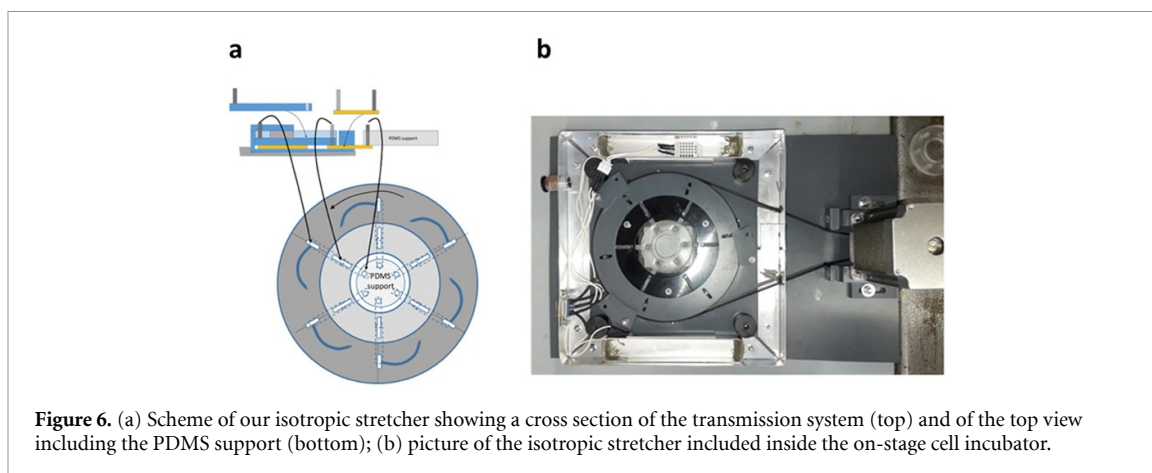 a
b
PDMS support
PDMS
support
Figure 6. (a) Scheme of our isotropic stretcher showing a cross section of the transmission system (top) and of the top view
including the PDMS support (bottom); (b) picture of the isotropic stretcher included inside the on-stage cell incubator.